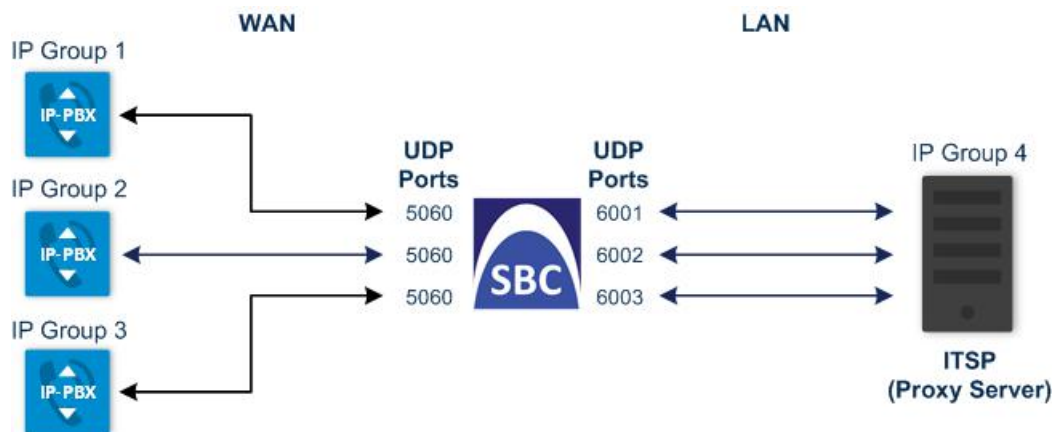 WAN
LAN
IP Group 1
IP-PBX
UDP
Ports
UDP
Ports
IP Group 4
IP Group 2
IP-PBX
5060
6001
5060
6002
5060
6003
SBC
IP Group 3
IP-PBX
ITSP
(Proxy Server)